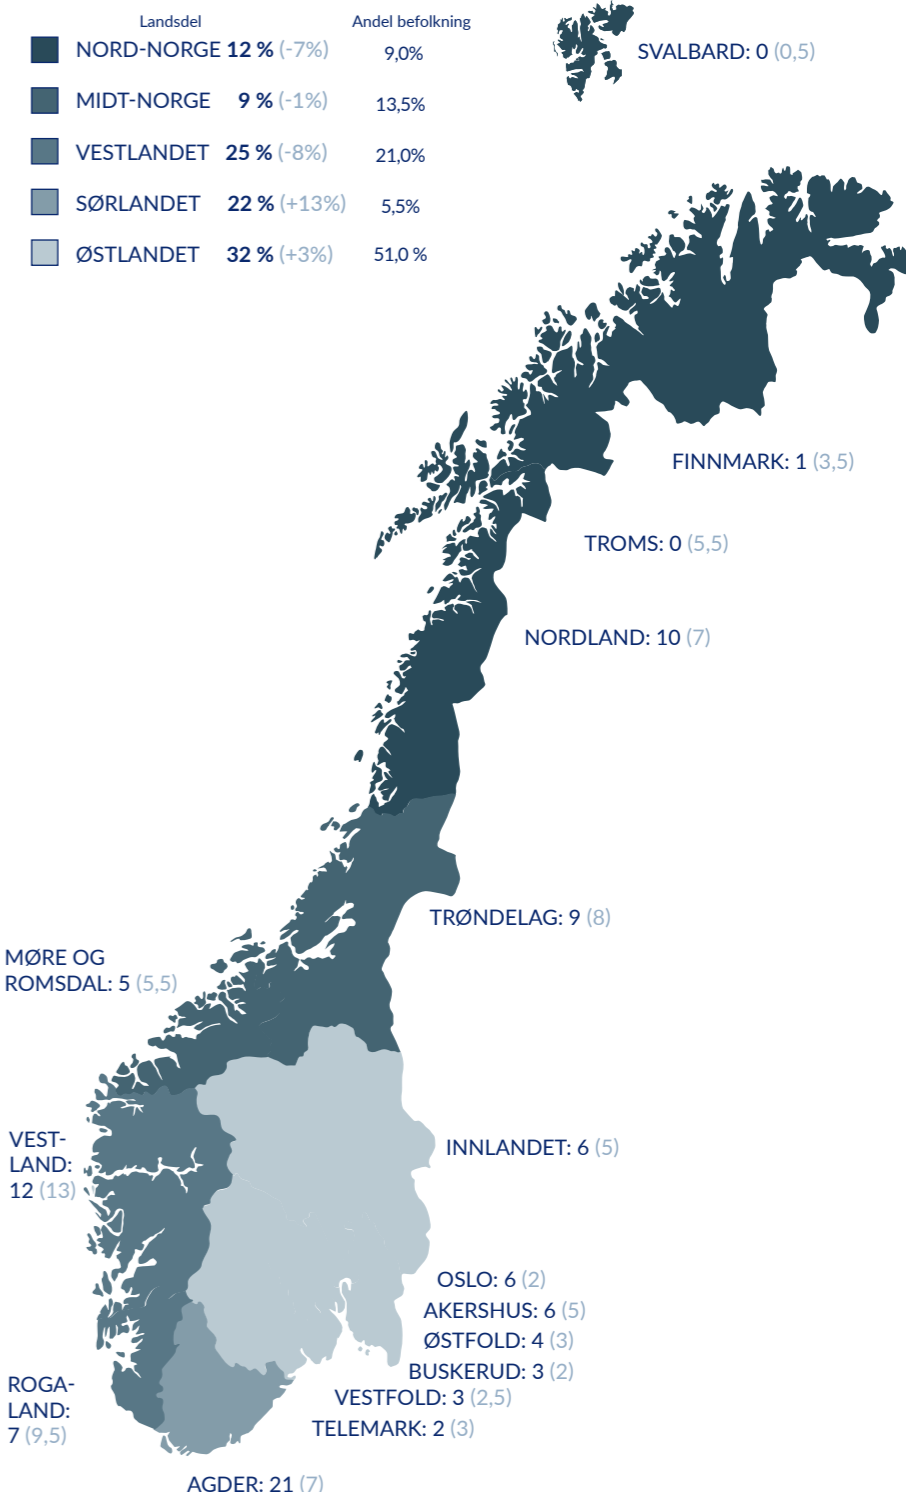 Landsdel Andel befolkning
NORD-NORGE 12 % (-7%) 9,0%
MIDT-NORGE 9 % (-1%) 13,5%
VESTLANDET 25 % (-8%) 21,0%
SØRLANDET 22 % (+13%) 5,5%
ØSTLANDET 32 % (+3%) 51,0 %
SVALBARD: 0 (0,5)
FINNMARK: 1 (3,5)
TROMS: 0 (5,5)
NORDLAND: 10 (7)
TRØNDELAG: 9 (8)
MØRE OG
ROMSDAL: 5 (5,5)
VEST-
LAND:
12 (13)
INNLANDET: 6 (5)
OSLO: 6 (2)
AKERSHUS: 6 (5)
ØSTFOLD: 4 (3)
BUSKERUD: 3 (2)
VESTFOLD: 3 (2,5)
TELEMARK: 2 (3)
ROGA-
LAND:
7 (9,5)
AGDER: 21 (7)